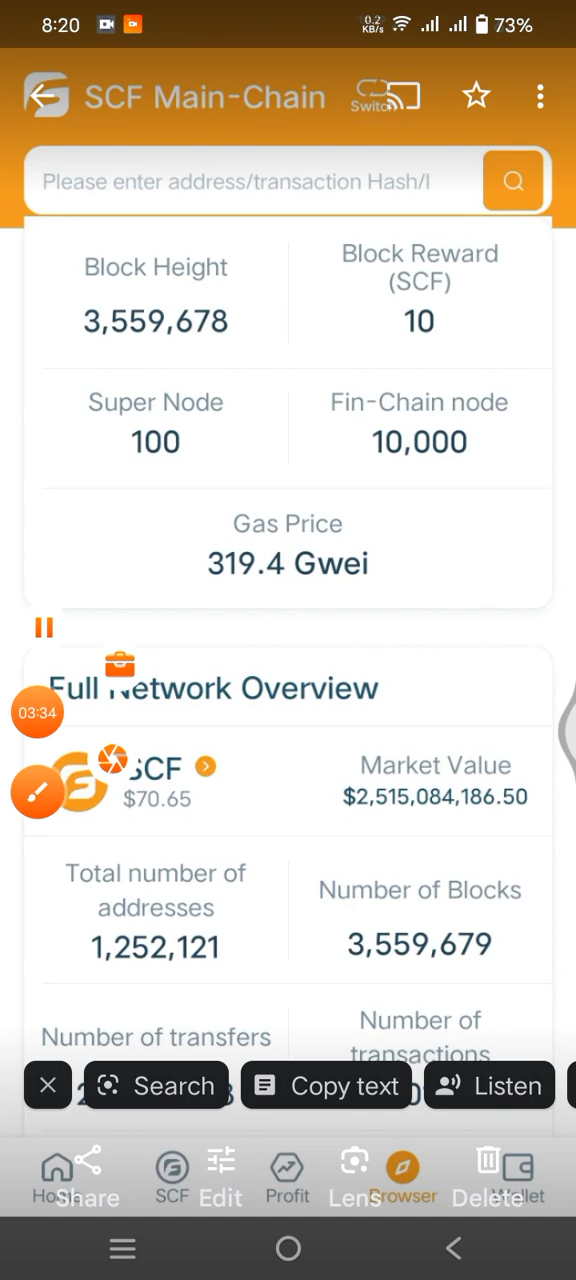 8:20
0.2
KB/s
73%
SCF Main-Chain
Switch
Please enter address/transaction Hash/I
Block Height
3,559,678
Block Reward
(SCF)
10
Super Node
100
Fin-Chain node
10,000
Gas Price
319.4 Gwei
Full Network Overview
03:34
SCF
$70.65
Market Value
$2,515,084,186.50
Total number of
addresses
1,252,121
Number of Blocks
3,559,679
Number of transfers
Number of
transactions
Search
Copy text
Listen
Share
Edit
Lens
Delete
Home
SCF
Profit
Browser
Wallet